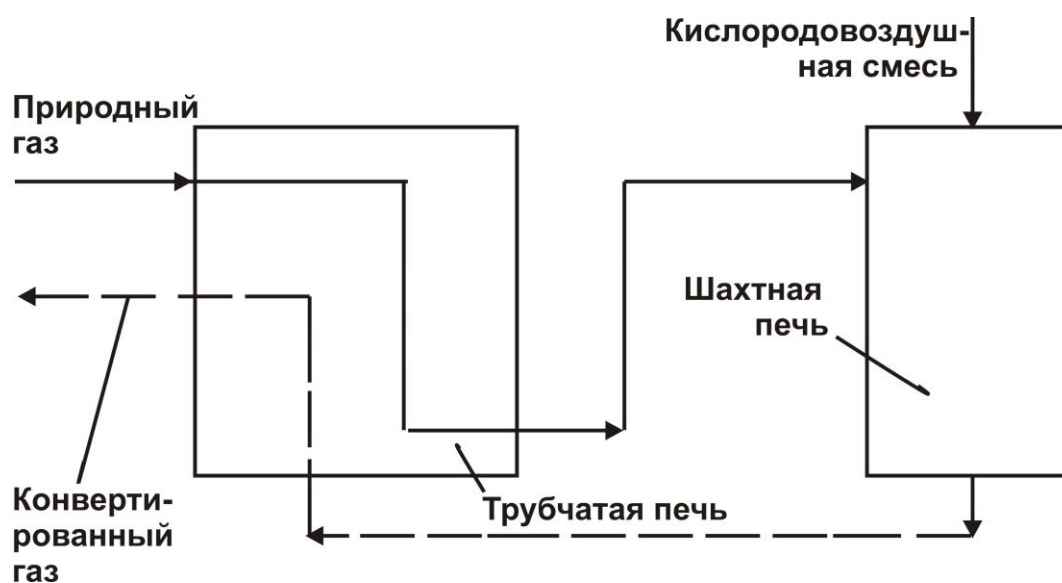 Кислородовоздуш-
ная смесь
Природный
газ
Шахтная
печь
Конверти-
рованный
газ
Трубчатая печь